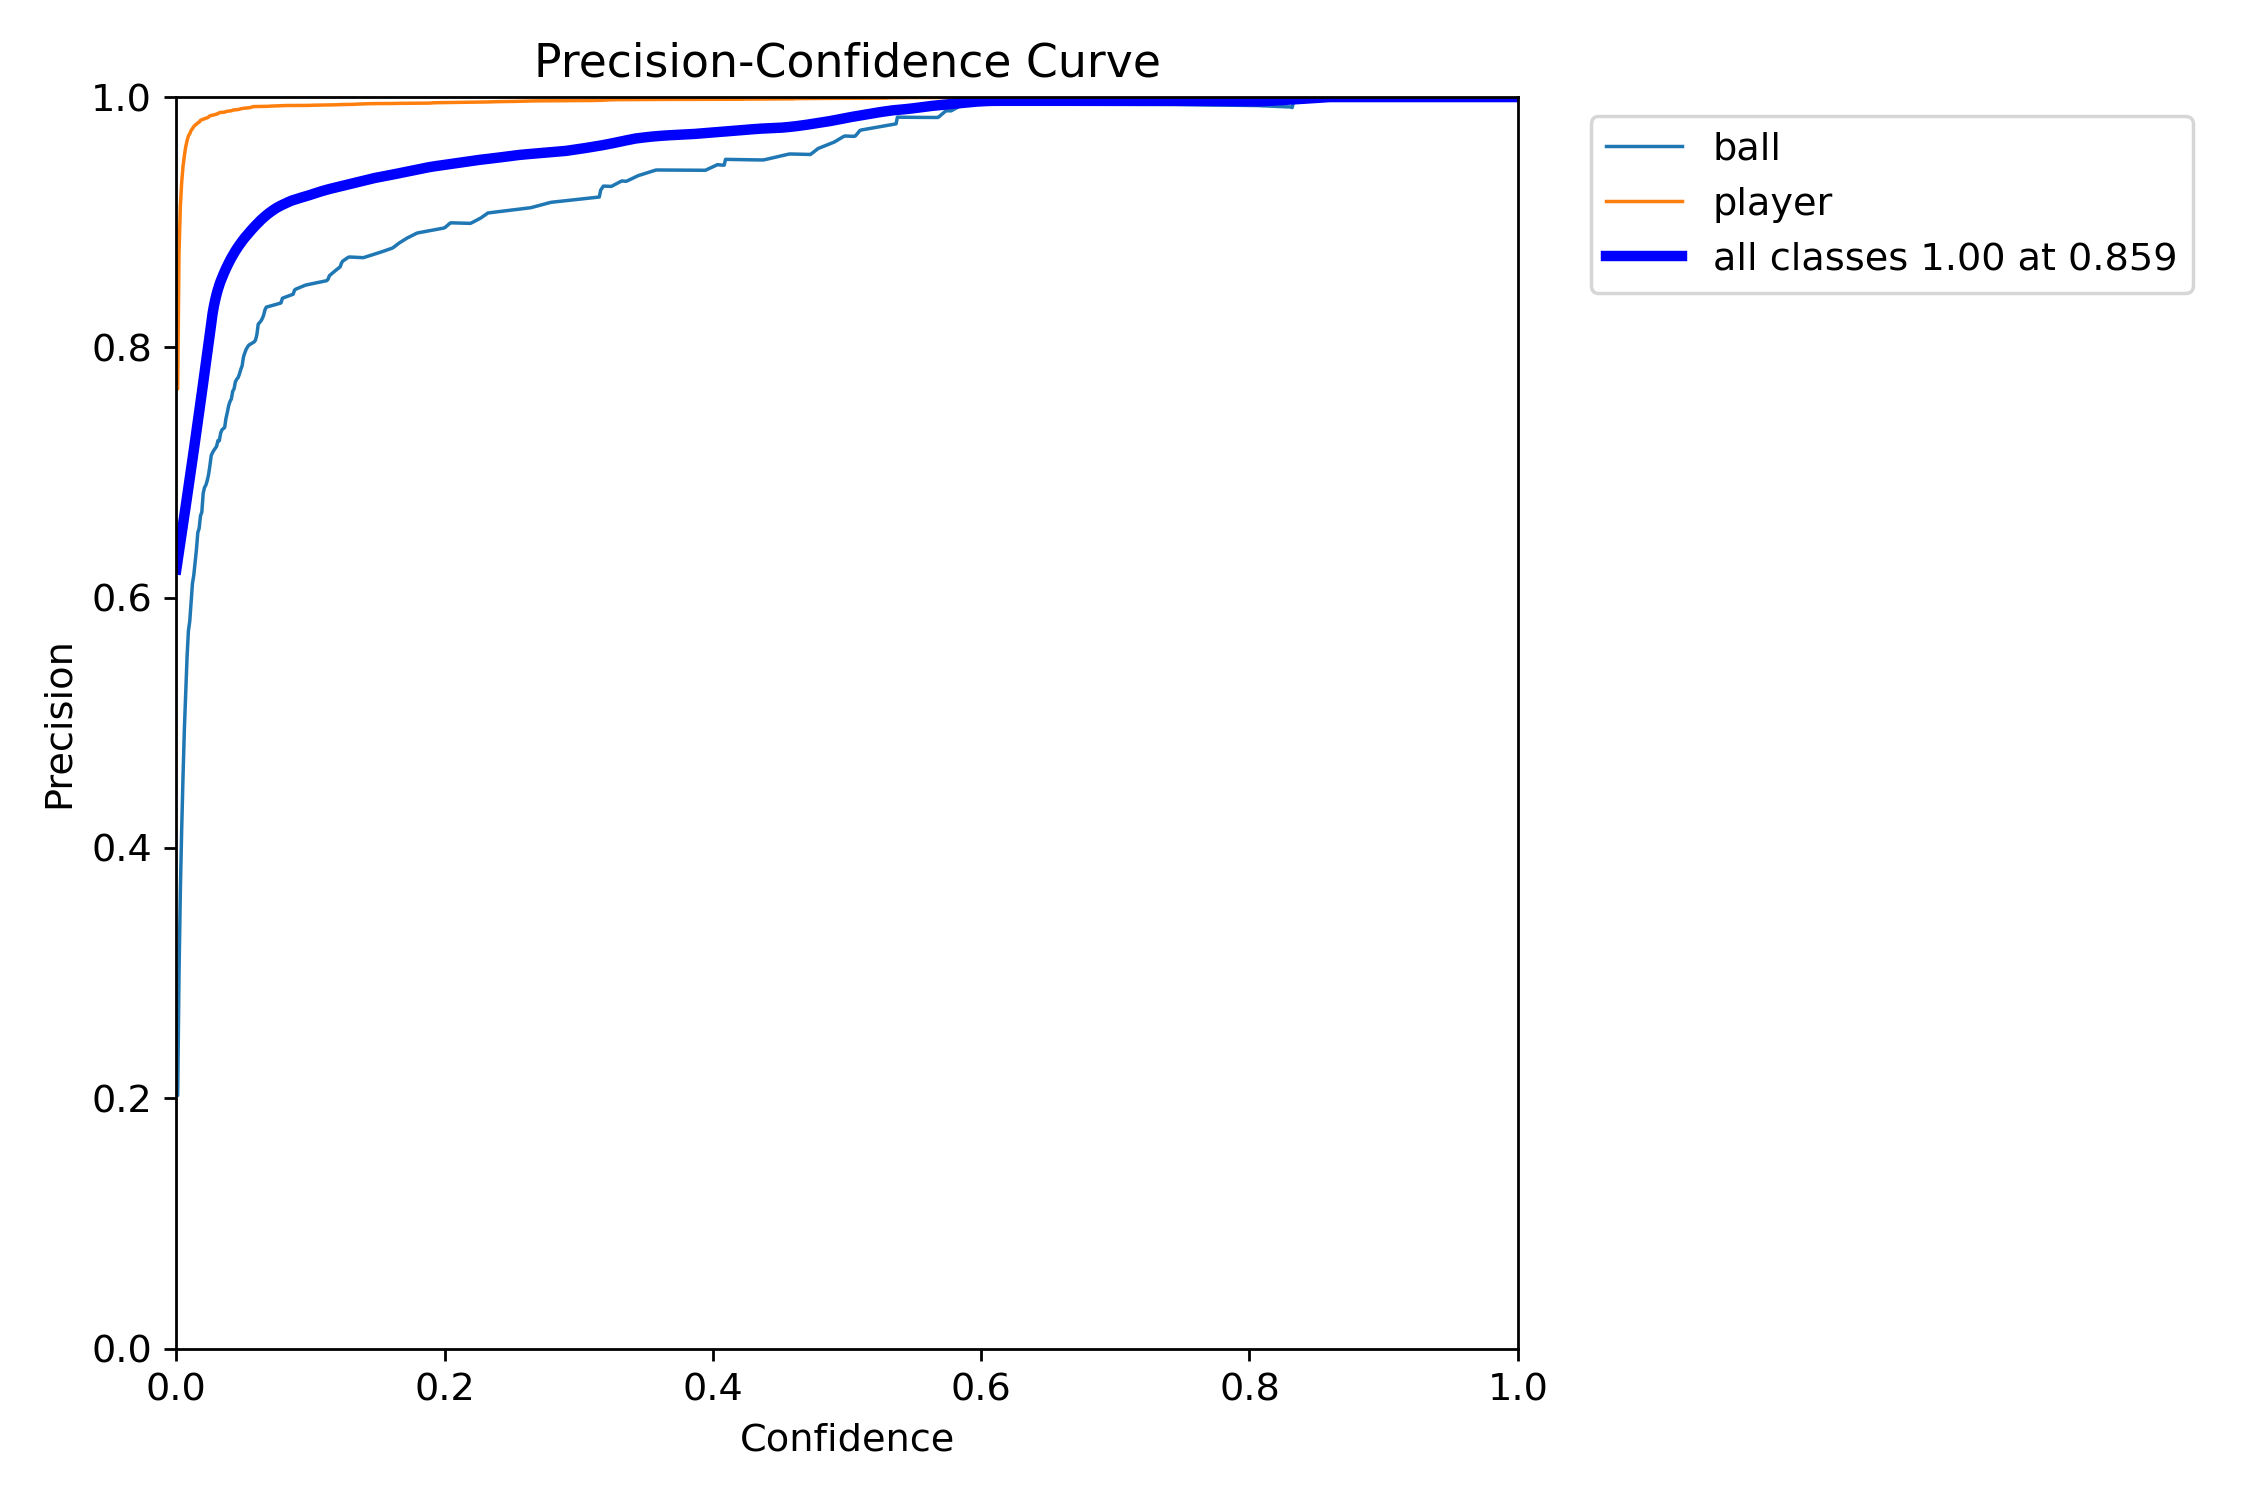 Precision-Confidence Curve
1.0
0.8
0.6
0.4
0.2
0.0
Precision
0.0 0.2 0.4 0.6 0.8 1.0
Confidence
ball
player
all classes 1.00 at 0.859